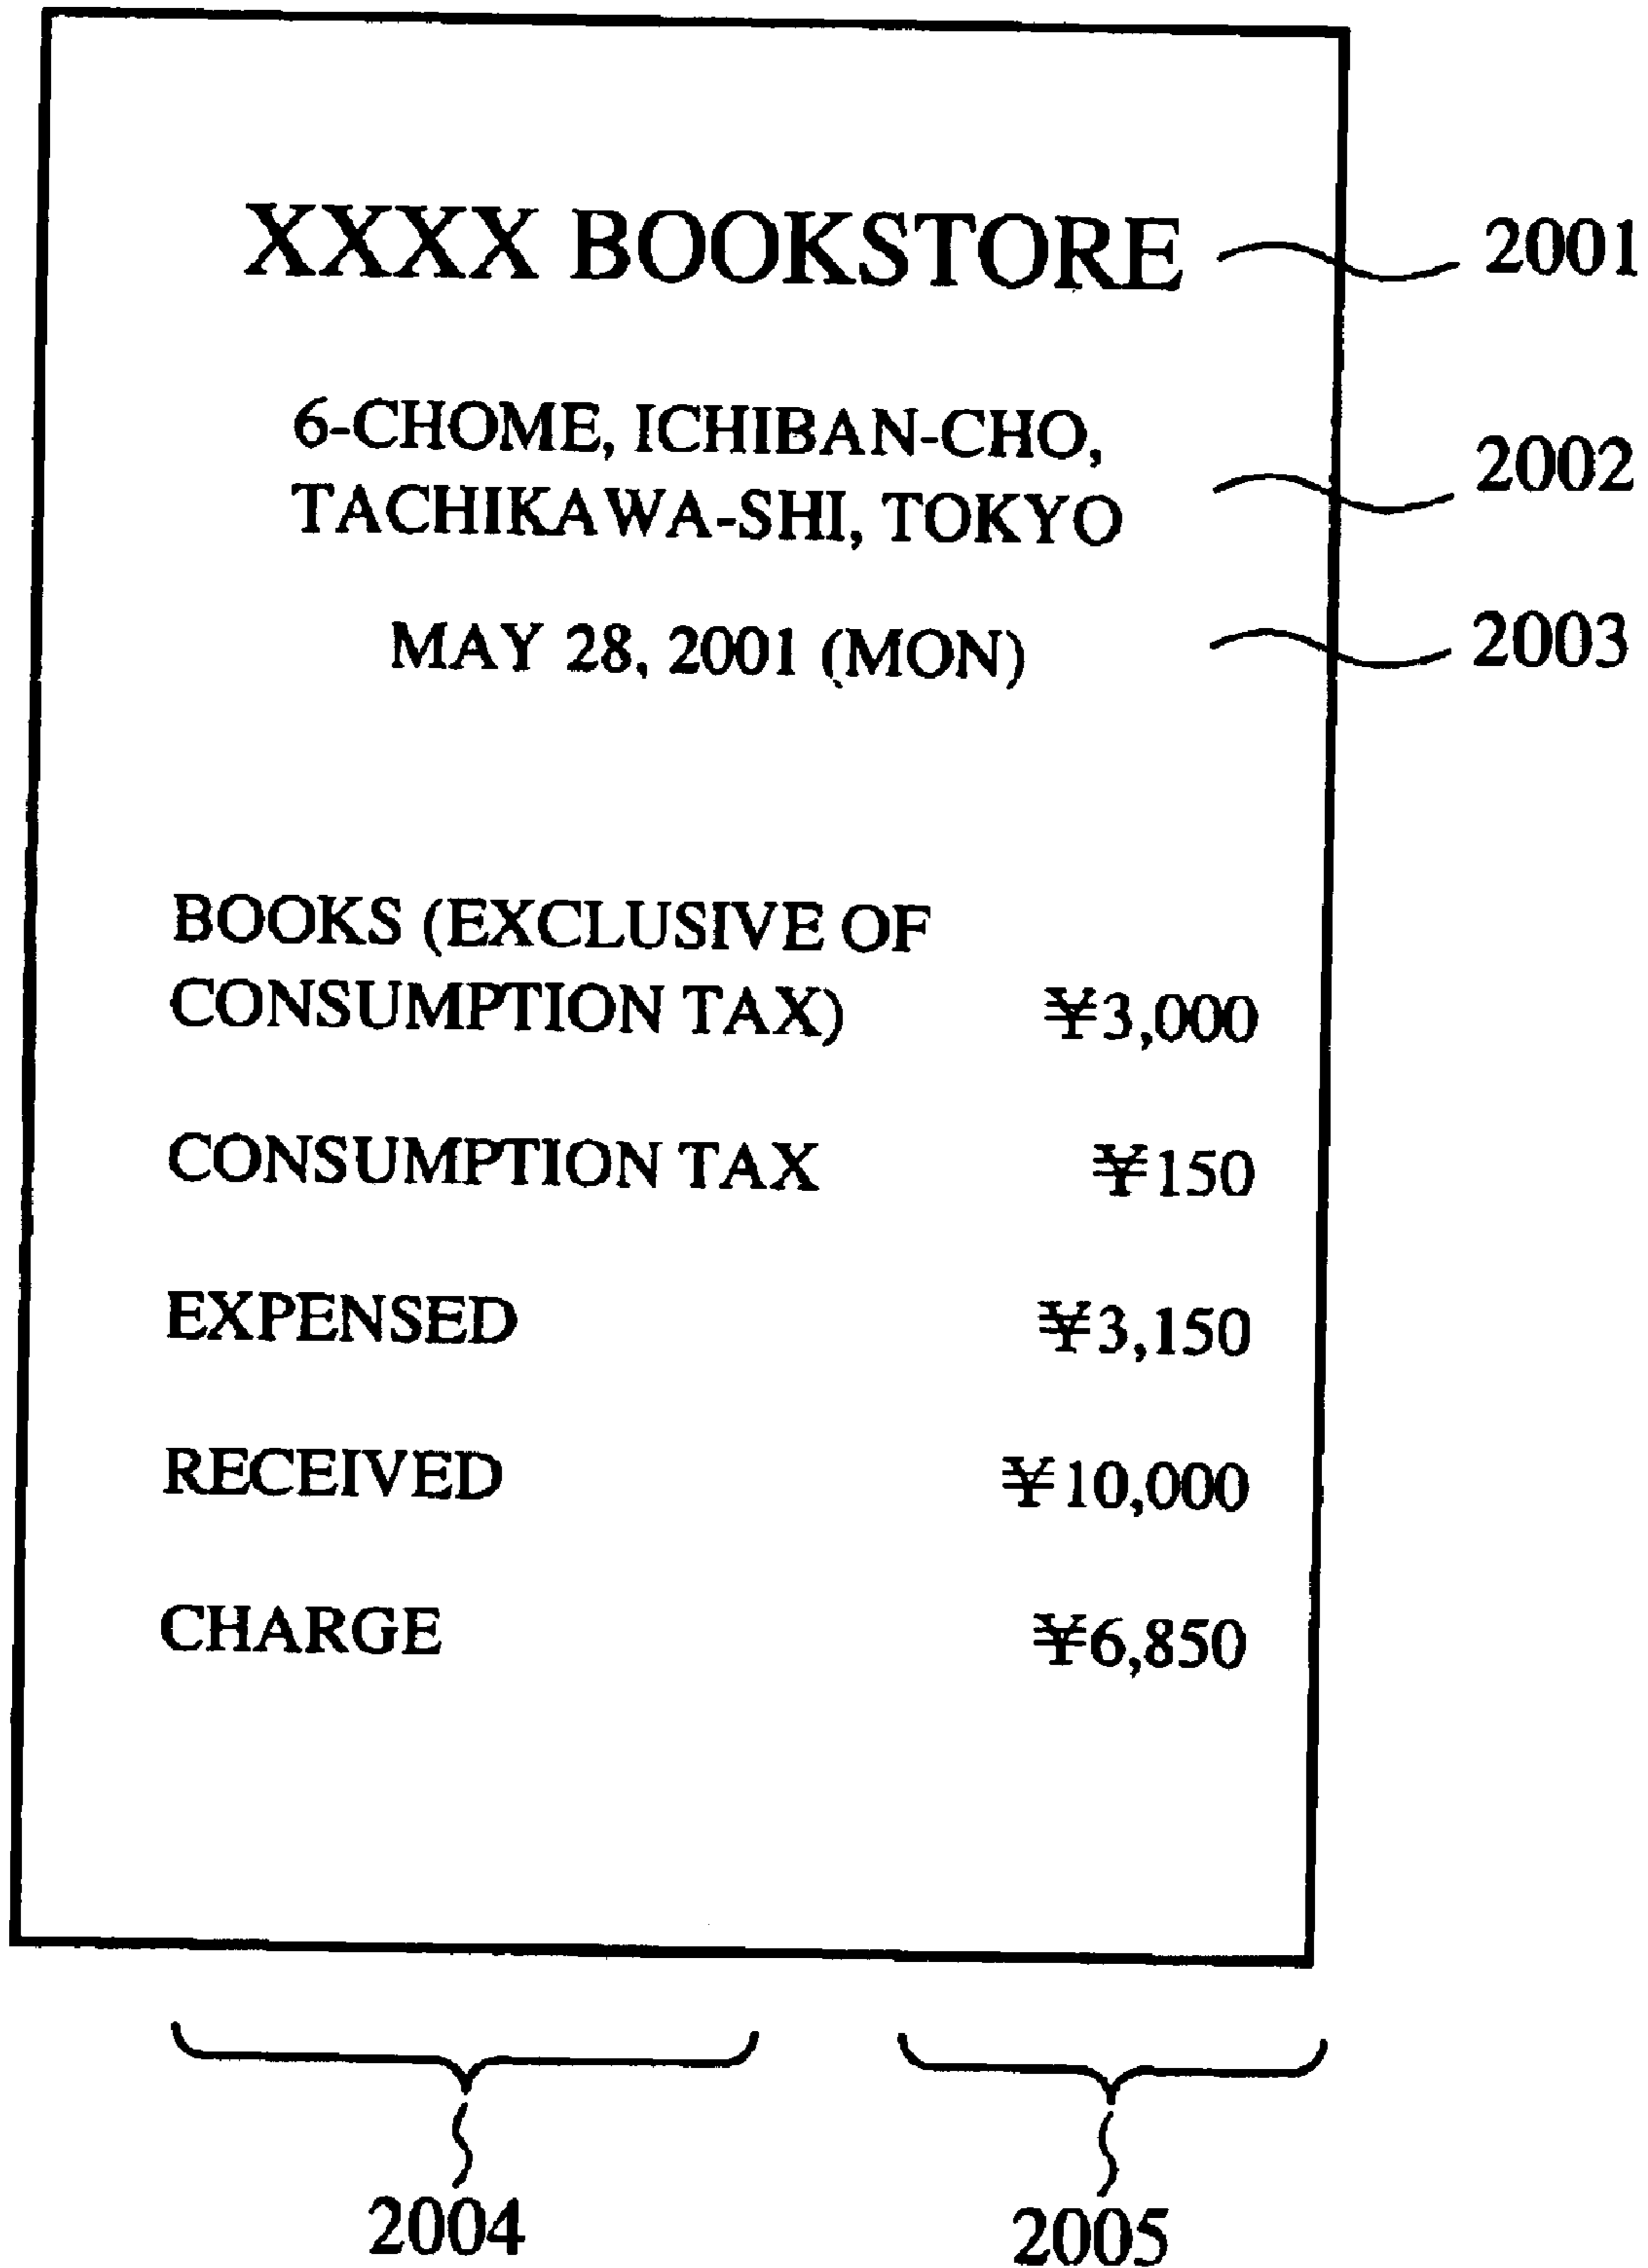 XXXX BOOKSTORE 2001
6-CHOME, ICHIBAN-CHO,
TACHIKAWA-SHI, TOKYO 2002
MAY 28, 2001 (MON) 2003
BOOKS (EXCLUSIVE OF
CONSUMPTION TAX) ¥3,000
CONSUMPTION TAX ¥150
EXPENSED ¥3,150
RECEIVED ¥10,000
CHARGE ¥6,850
2004 2005